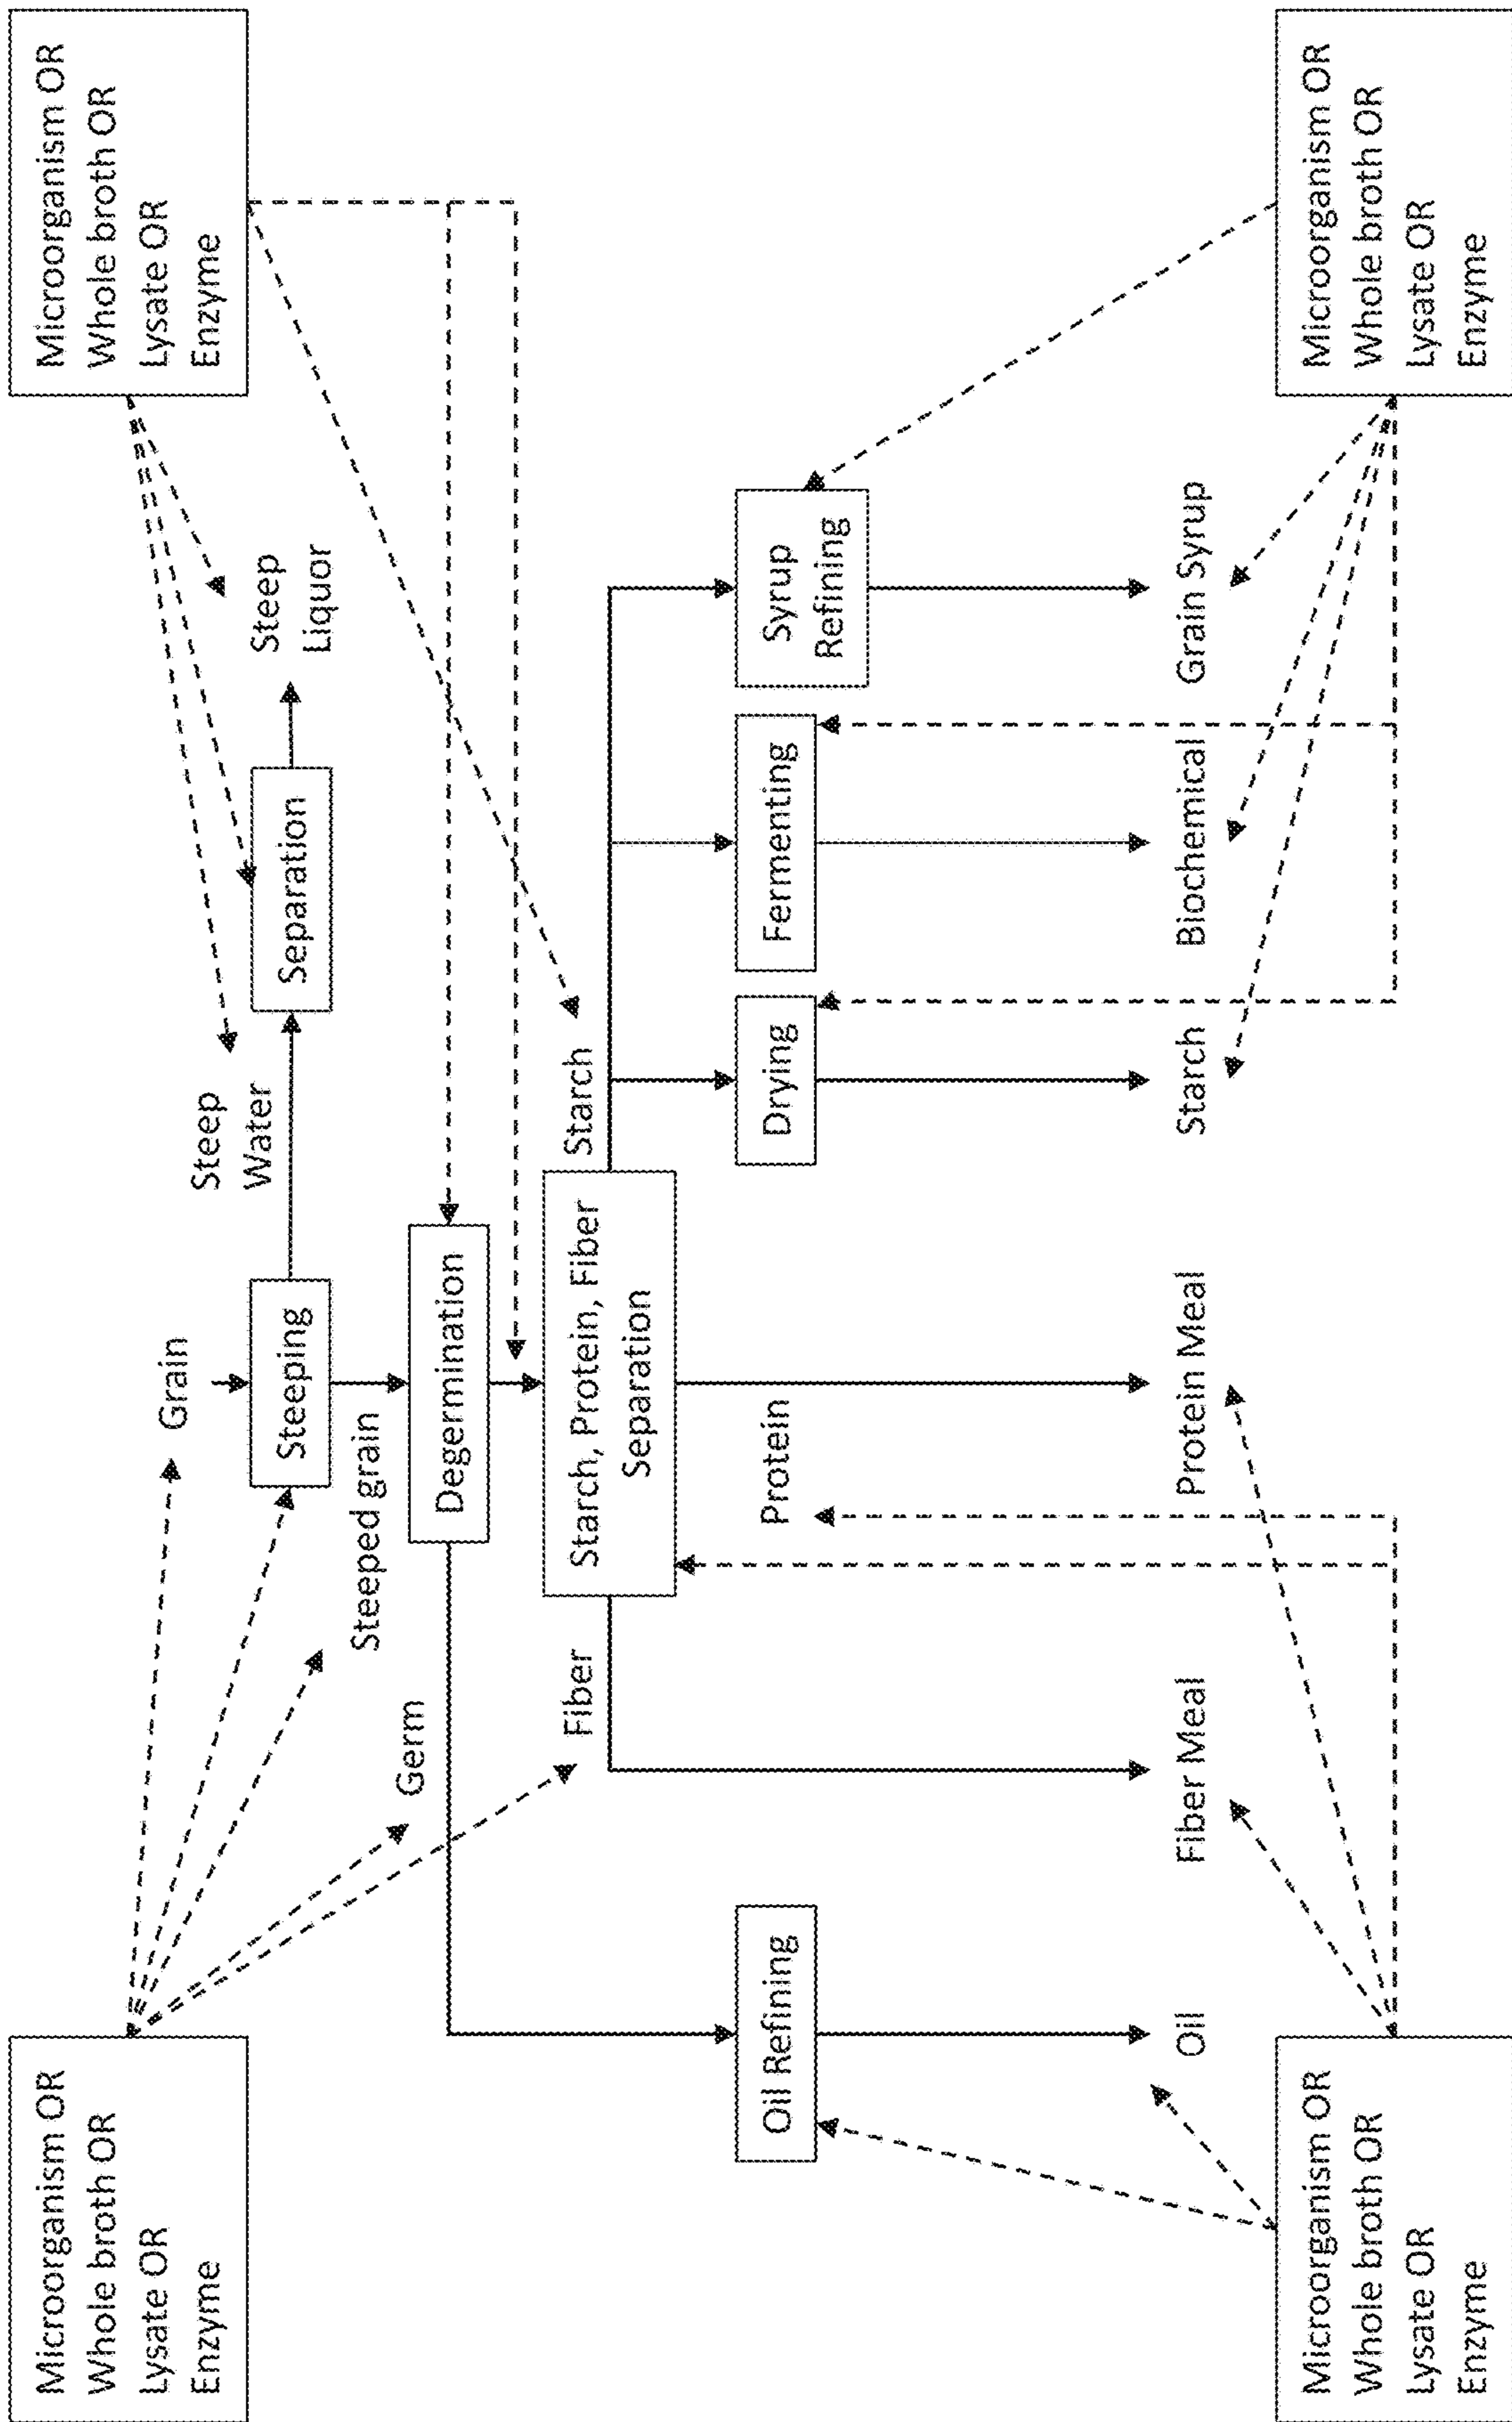 Microorganism OR
Whole broth OR
Lysate OR
Enzyme
Microorganism OR
Whole broth OR
Lysate OR
Enzyme
Grain
Steep
Water
Steeping
Separation
Steep
Liquor
Steeped grain
Germ
Degermination
Fiber
Starch, Protein, Fiber
Separation
Starch
Protein
Oil Refining
Drying
Fermenting
Syrup
Refining
Oil
Fiber Meal
Protein Meal
Starch
Biochemical
Grain Syrup
Microorganism OR
Whole broth OR
Lysate OR
Enzyme
Microorganism OR
Whole broth OR
Lysate OR
Enzyme